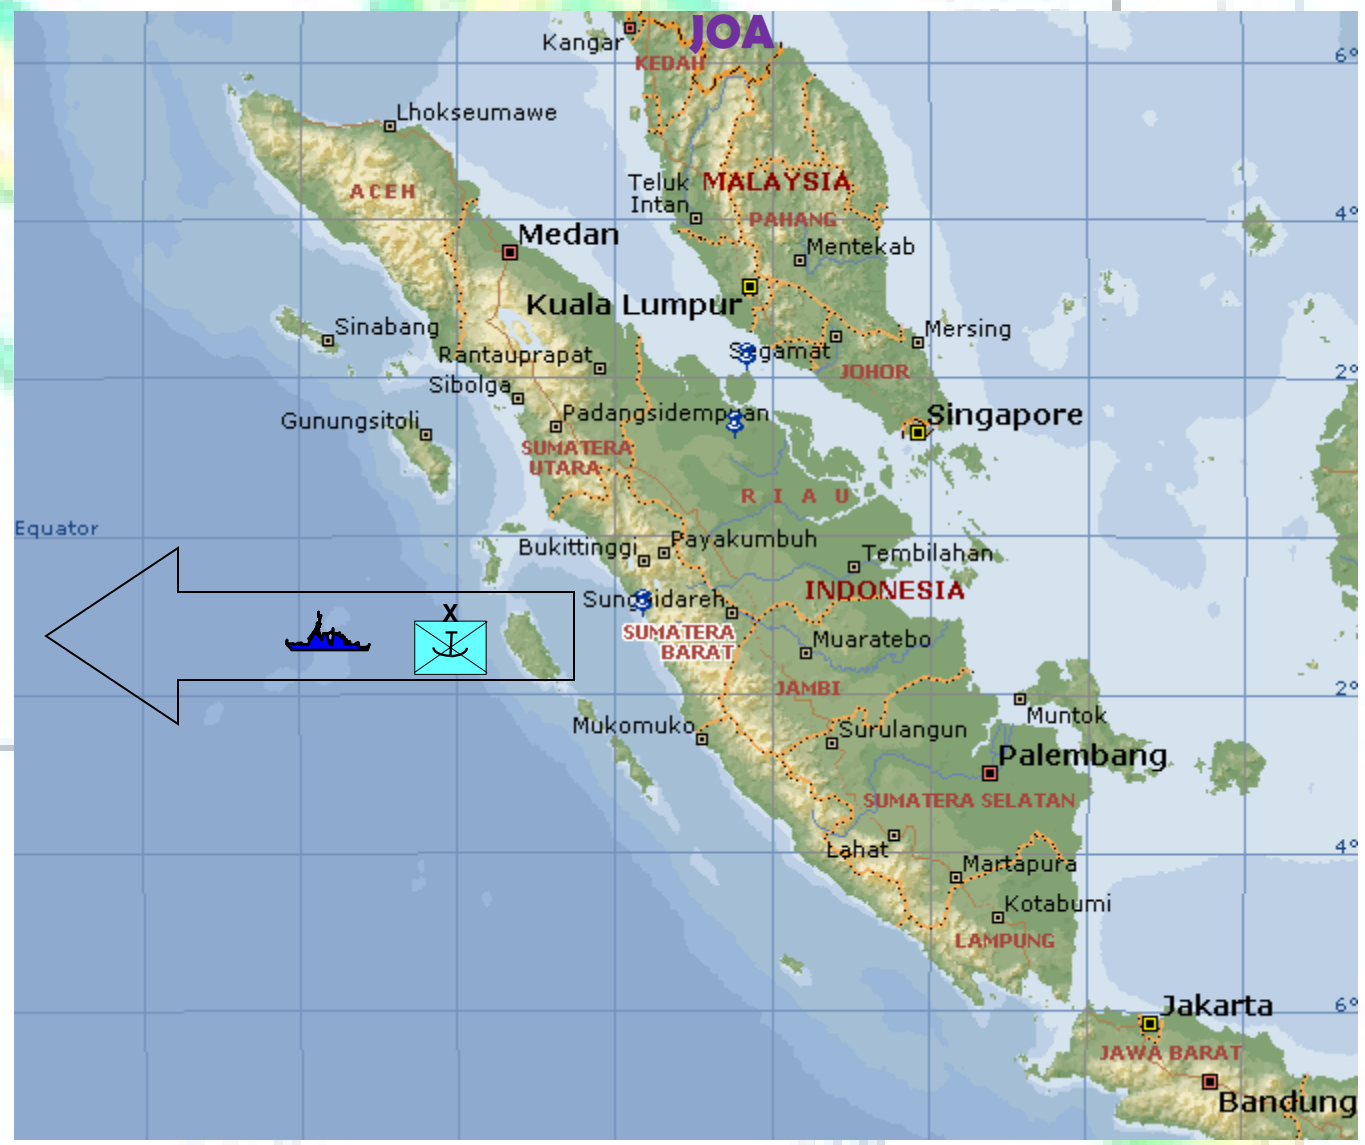 JOA
Kangar
KEDAH
6°
Lhokseumawe
Teluk
Intan
MALAYSIA
ACEH
PAHANG
4°
Medan
Mentekab
Kuala Lumpur
Sinabang
Mersing
Segamat
Rantauprapat
JOHOR
2°
Sibolga
Gunungsitoli
Padangsidempuan
Singapore
SUMATERA
UTARA
RIAU
Equator
Bukittinggi
Payakumbuh
Tembilahan
INDONESIA
Sungaidareh
X
SUMATERA
BARAT
Muaratebo
JAMBI
2°
Mukomuko
Muntok
Surulangun
Palembang
SUMATERA SELATAN
Lahat
4°
Martapura
Kotabumi
LAMPUNG
Jakarta
6°
JAWA BARAT
Bandung